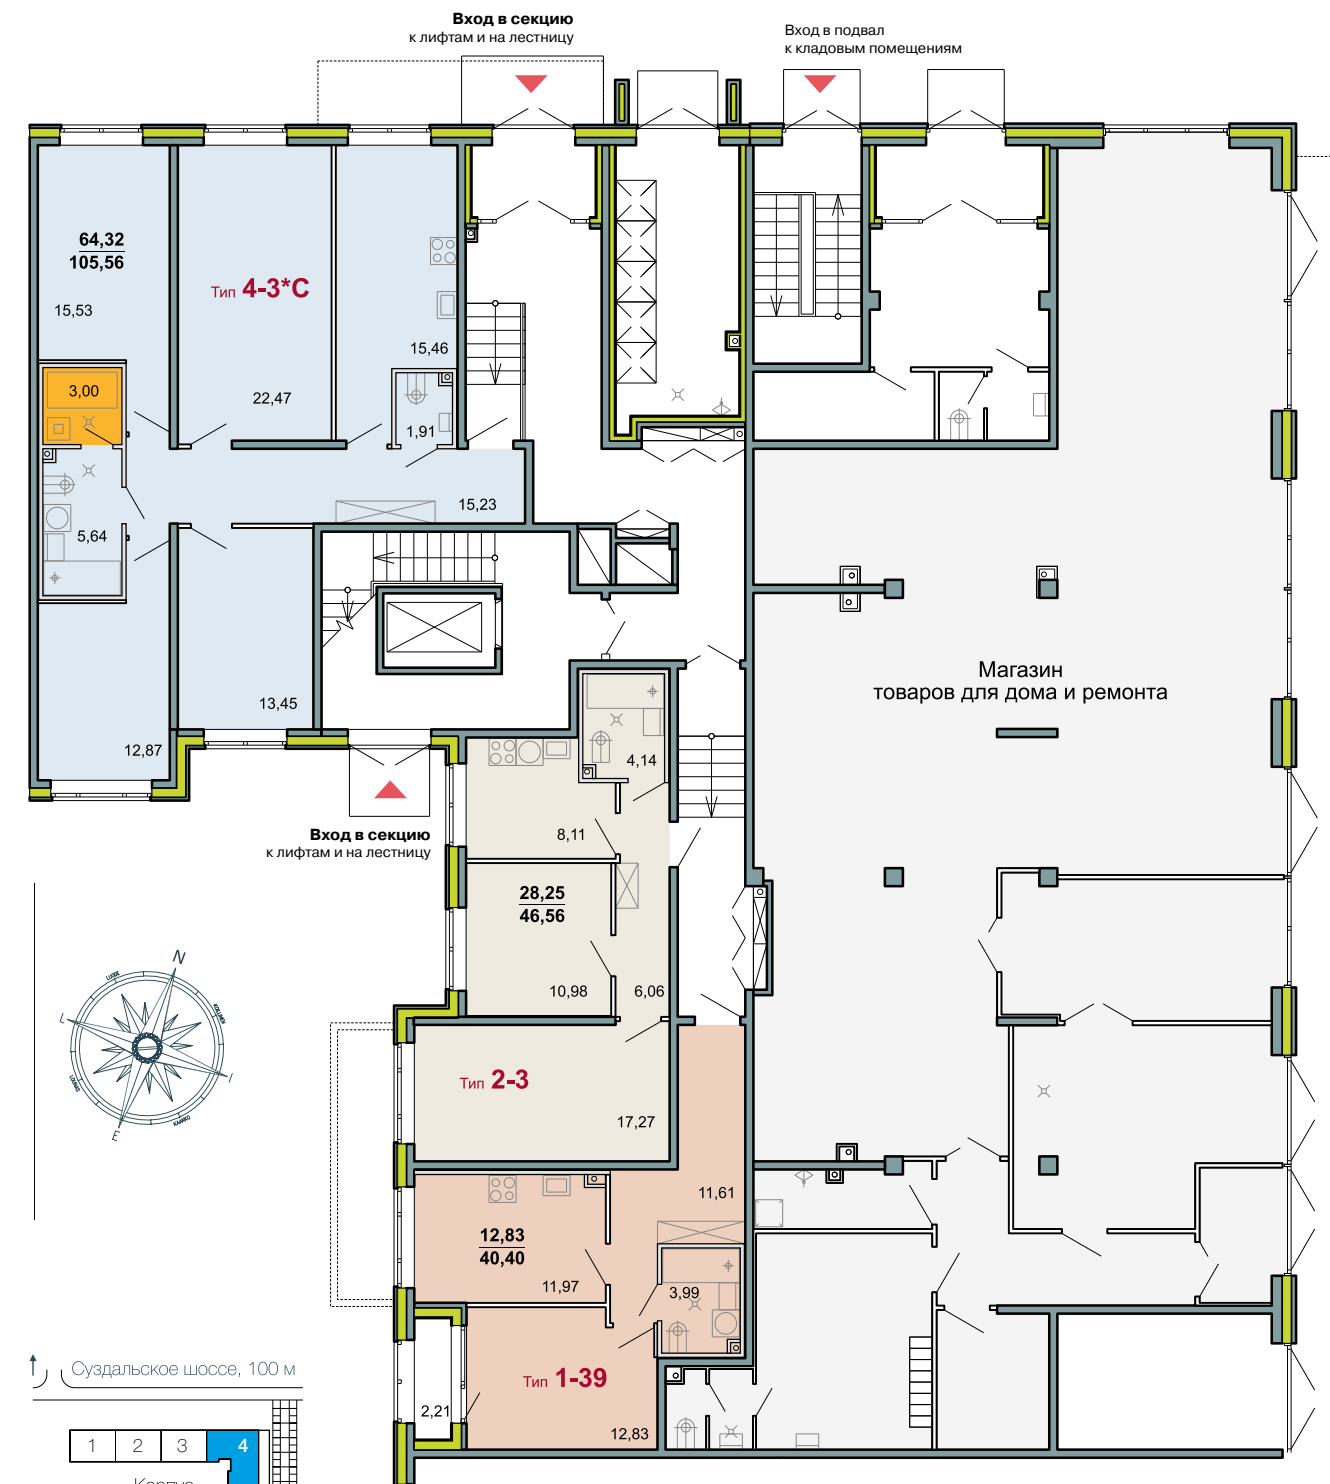 Вход в секцию
к лифтам и на лестницу
Вход в подвал
к кладовым помещениям
64,32
105,56
15,53
Тип 4-3*С
15,46
3,00
22,47
1,91
15,23
5,64
13,45
12,87
Магазин
товаров для дома и ремонта
4,14
8,11
Вход в секцию
к лифтам и на лестницу
28,25
46,56
10,98
6,06
N
L
I
E
Тип 2-3
17,27
11,61
12,83
40,40
11,97
3,99
Тип 1-39
2,21
12,83
Суздальское шоссе, 100 м
1
2
3
4
Корпус